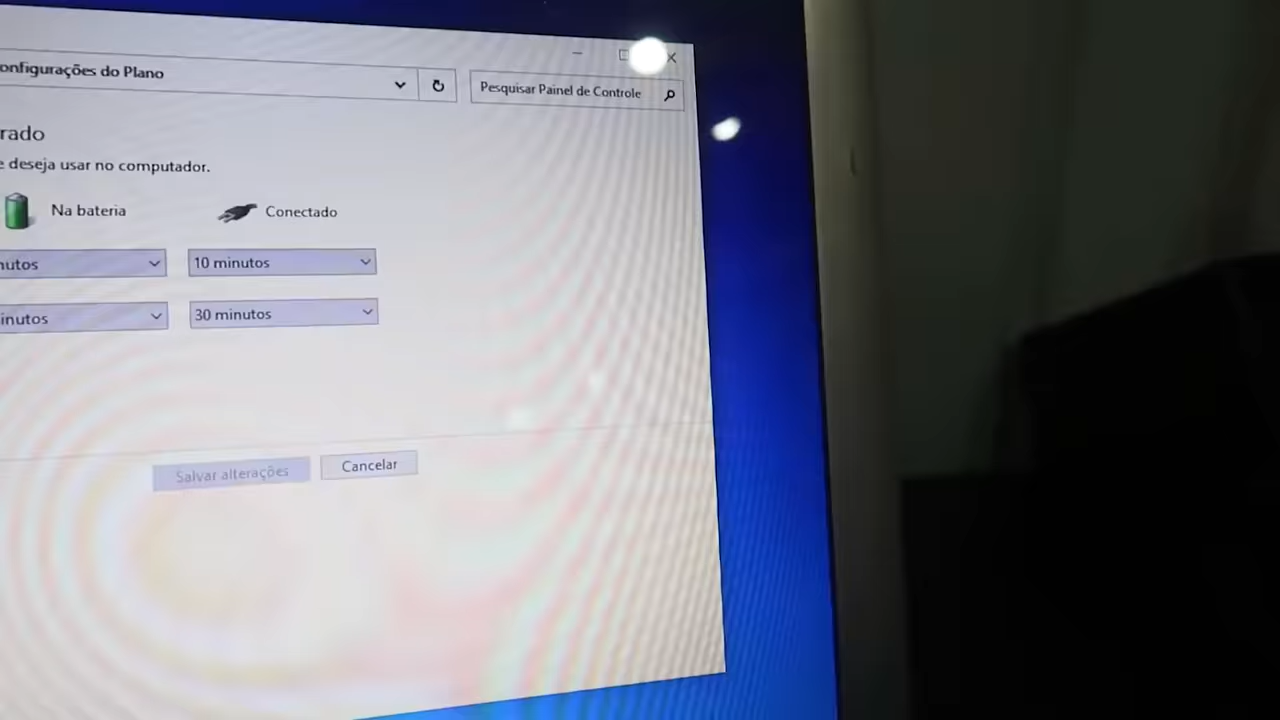 onfigurações do Plano
Pesquisar Painel de Controle
rado
e deseja usar no computador.
Na bateria Conectado
nutos 10 minutos
inutos 30 minutos
Salvar alterações Cancelar